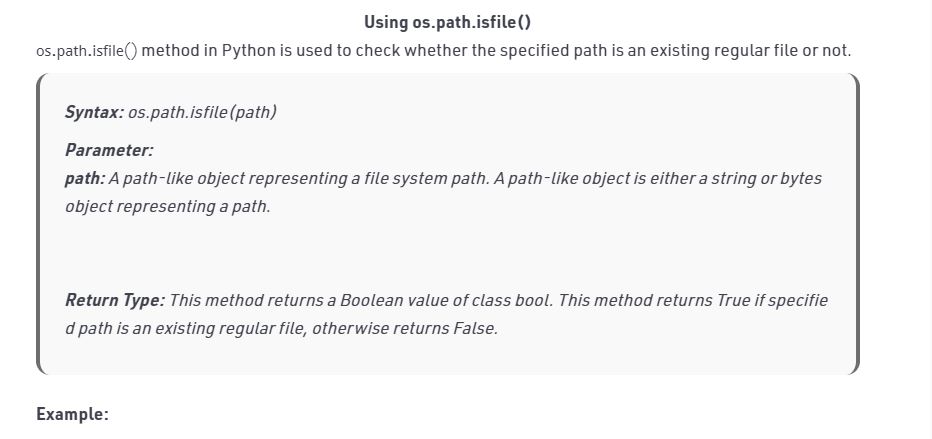 Using os.path.isfile()
os.path.isfile() method in Python is used to check whether the specified path is an existing regular file or not.
Syntax: os.path.isfile(path)
Parameter:
path: A path-like object representing a file system path. A path-like object is either a string or bytes
object representing a path.
Return Type: This method returns a Boolean value of class bool. This method returns True if specifie
d path is an existing regular file, otherwise returns False.
Example: